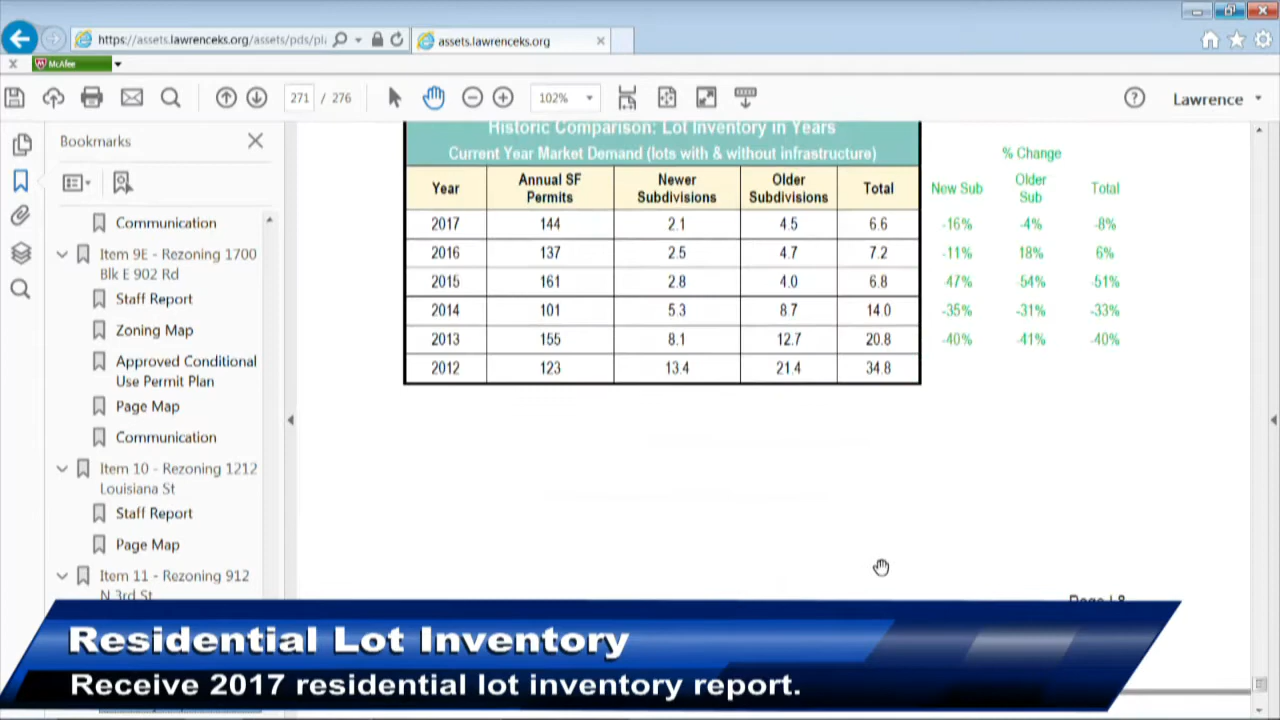 https://assets.lawrenceks.org/assets/pds/pl
assets.lawrenceks.org
McAfee
271 / 276
102%
Lawrence
Bookmarks
Communication
Item 9E - Rezoning 1700
Blk E 902 Rd
Staff Report
Zoning Map
Approved Conditional
Use Permit Plan
Page Map
Communication
Item 10 - Rezoning 1212
Louisiana St
Staff Report
Page Map
Item 11 - Rezoning 912
N 3rd St
Historic Comparison: Lot Inventory in Years
Current Year Market Demand (lots with & without infrastructure)
% Change
Year Annual SF Permits Newer Subdivisions Older Subdivisions Total New Sub Older Sub Total
2017 144 2.1 4.5 6.6 -16% -4% -8%
2016 137 2.5 4.7 7.2 -11% 18% 6%
2015 161 2.8 4.0 6.8 -47% -54% -51%
2014 101 5.3 8.7 14.0 -35% -31% -33%
2013 155 8.1 12.7 20.8 -40% -41% -40%
2012 123 13.4 21.4 34.8
Residential Lot Inventory
Receive 2017 residential lot inventory report.